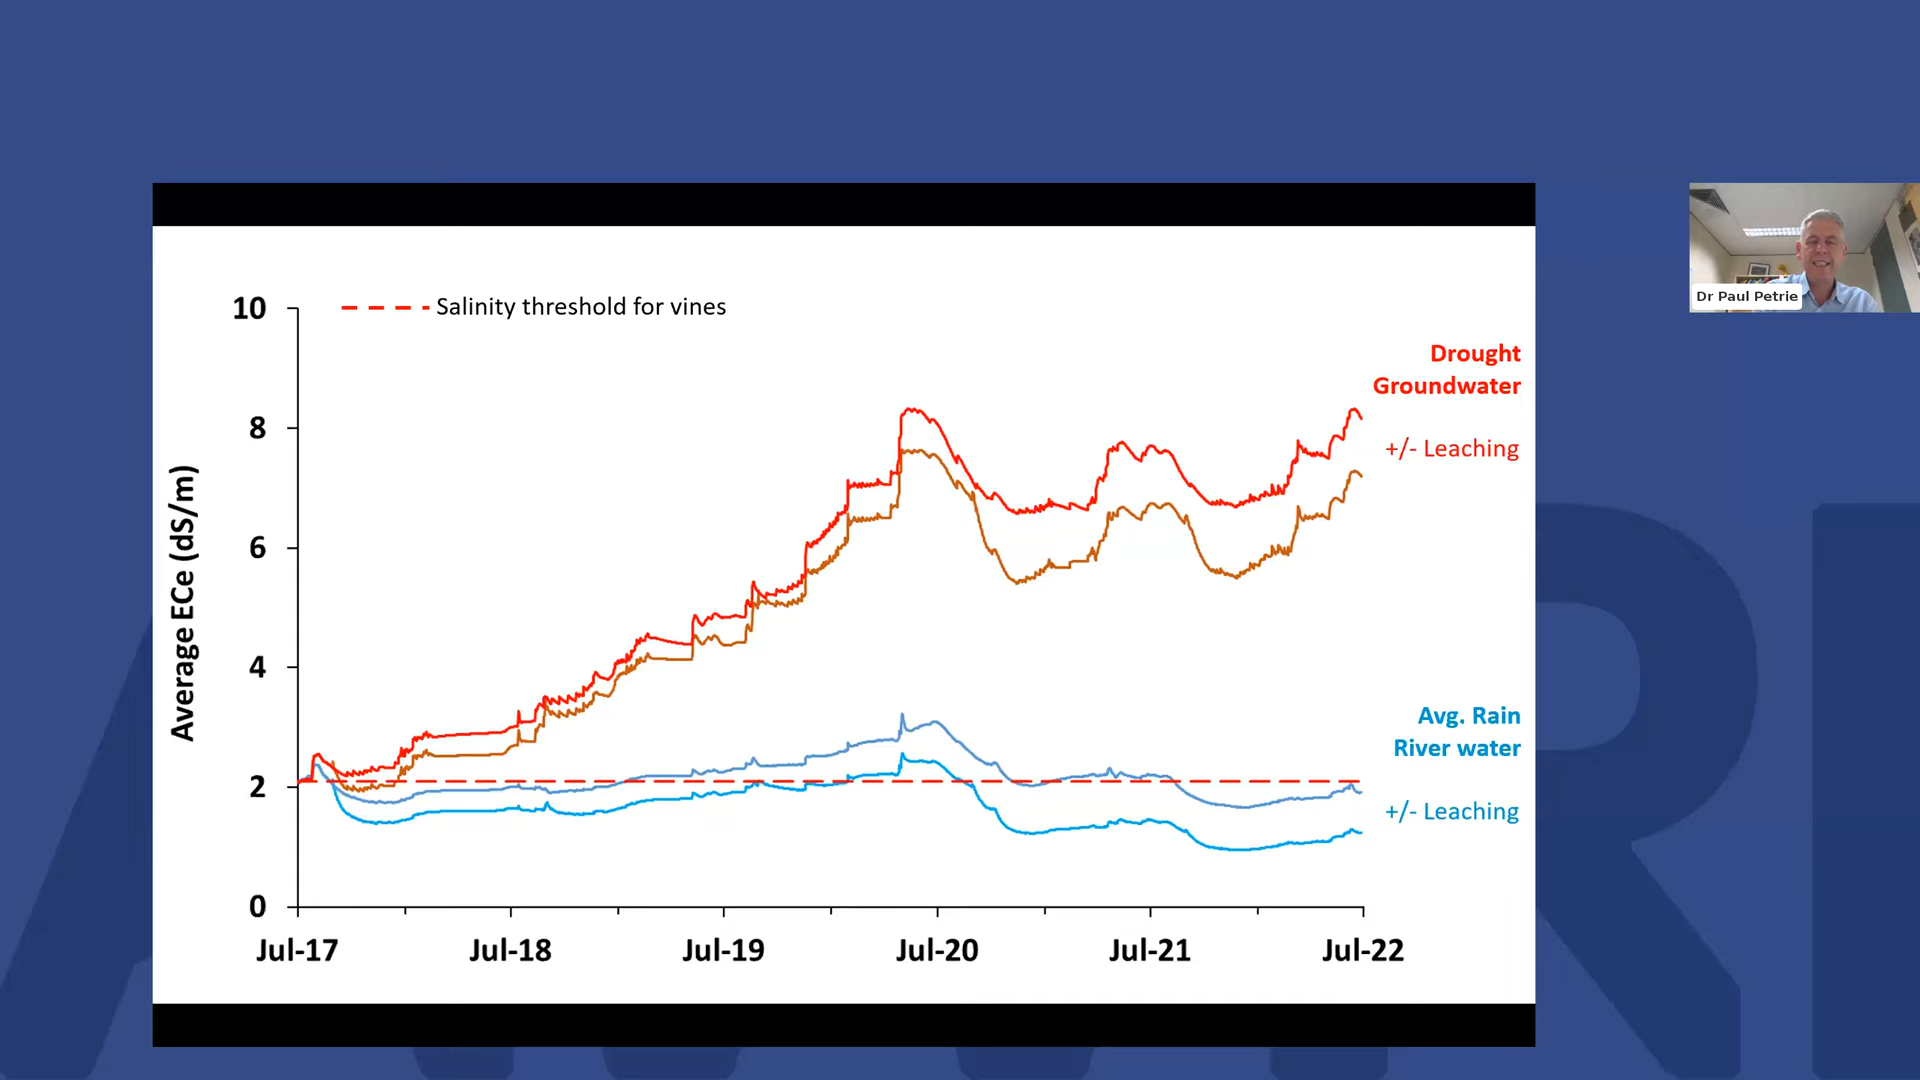 Salinity threshold for vines
10
8
6
4
2
0
Average ECe (dS/m)
Jul-17
Jul-18
Jul-19
Jul-20
Jul-21
Jul-22
Drought
Groundwater
+/- Leaching
Avg. Rain
River water
+/- Leaching
Dr Paul Petrie